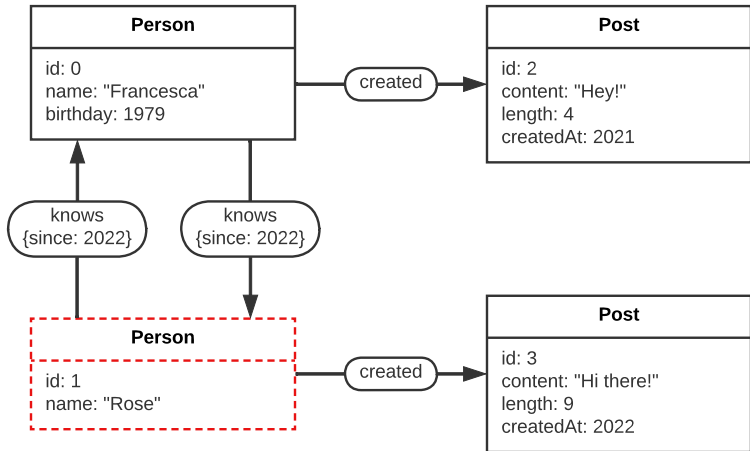 Person
id: 0
name: "Francesca"
birthday: 1979
created
Post
id: 2
content: "Hey!"
length: 4
createdAt: 2021
knows
{since: 2022}
knows
{since: 2022}
Person
id: 1
name: "Rose"
created
Post
id: 3
content: "Hi there!"
length: 9
createdAt: 2022